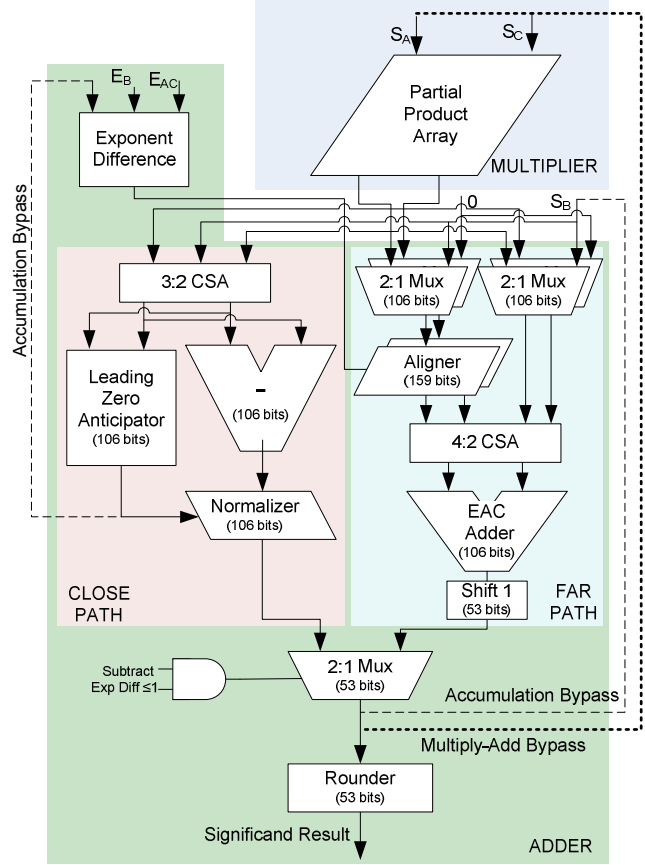 S_A
S_C
E_B
E_AC
Partial
Product
Array
Exponent
Difference
MULTIPLIER
0
S_B
Accumulation Bypass
3:2 CSA
2:1 Mux
(106 bits)
2:1 Mux
(106 bits)
Leading
Zero
Anticipator
(106 bits)
–
(106 bits)
Aligner
(159 bits)
4:2 CSA
Normalizer
(106 bits)
EAC
Adder
(106 bits)
CLOSE
PATH
Shift 1
(53 bits)
FAR
PATH
Subtract
Exp Diff ≤1
2:1 Mux
(53 bits)
Accumulation Bypass
Multiply–Add Bypass
Rounder
(53 bits)
Significand Result
ADDER